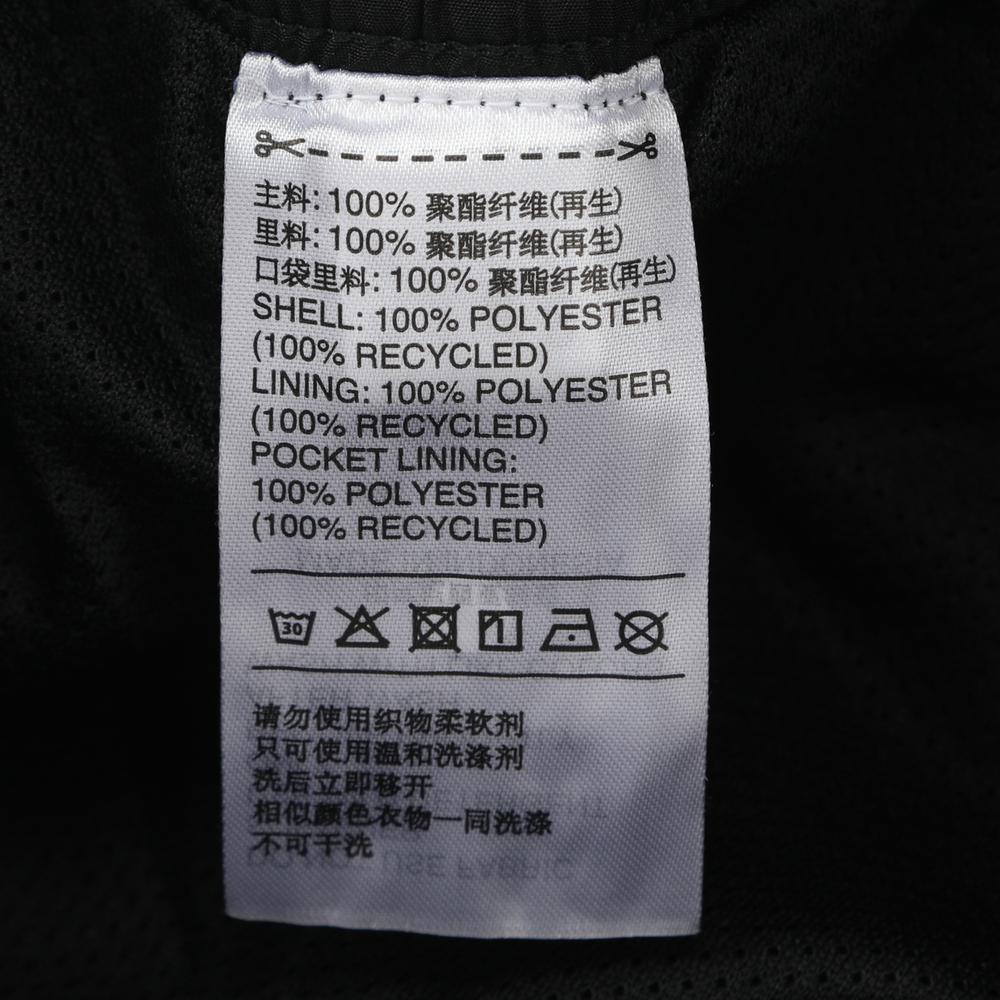 主料: 100% 聚酯纤维(再生)
里料: 100% 聚酯纤维(再生)
口袋里料: 100% 聚酯纤维(再生)
SHELL: 100% POLYESTER
(100% RECYCLED)
LINING: 100% POLYESTER
(100% RECYCLED)
POCKET LINING:
100% POLYESTER
(100% RECYCLED)
30
请勿使用织物柔软剂
只可使用温和洗涤剂
洗后立即移开
相似颜色衣物一同洗涤
不可干洗
USE FABRIC